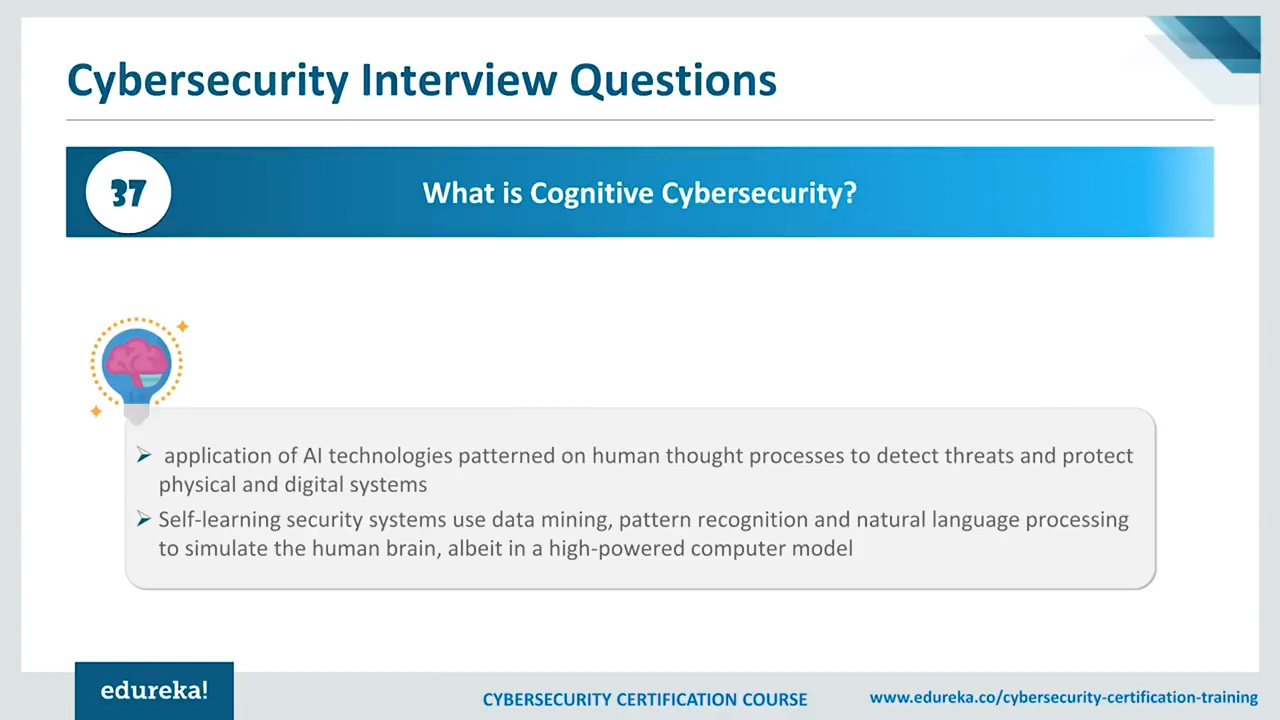 Cybersecurity Interview Questions
37
What is Cognitive Cybersecurity?
application of AI technologies patterned on human thought processes to detect threats and protect
physical and digital systems
Self-learning security systems use data mining, pattern recognition and natural language processing
to simulate the human brain, albeit in a high-powered computer model
edureka!
CYBERSECURITY CERTIFICATION COURSE
www.edureka.co/cybersecurity-certification-training